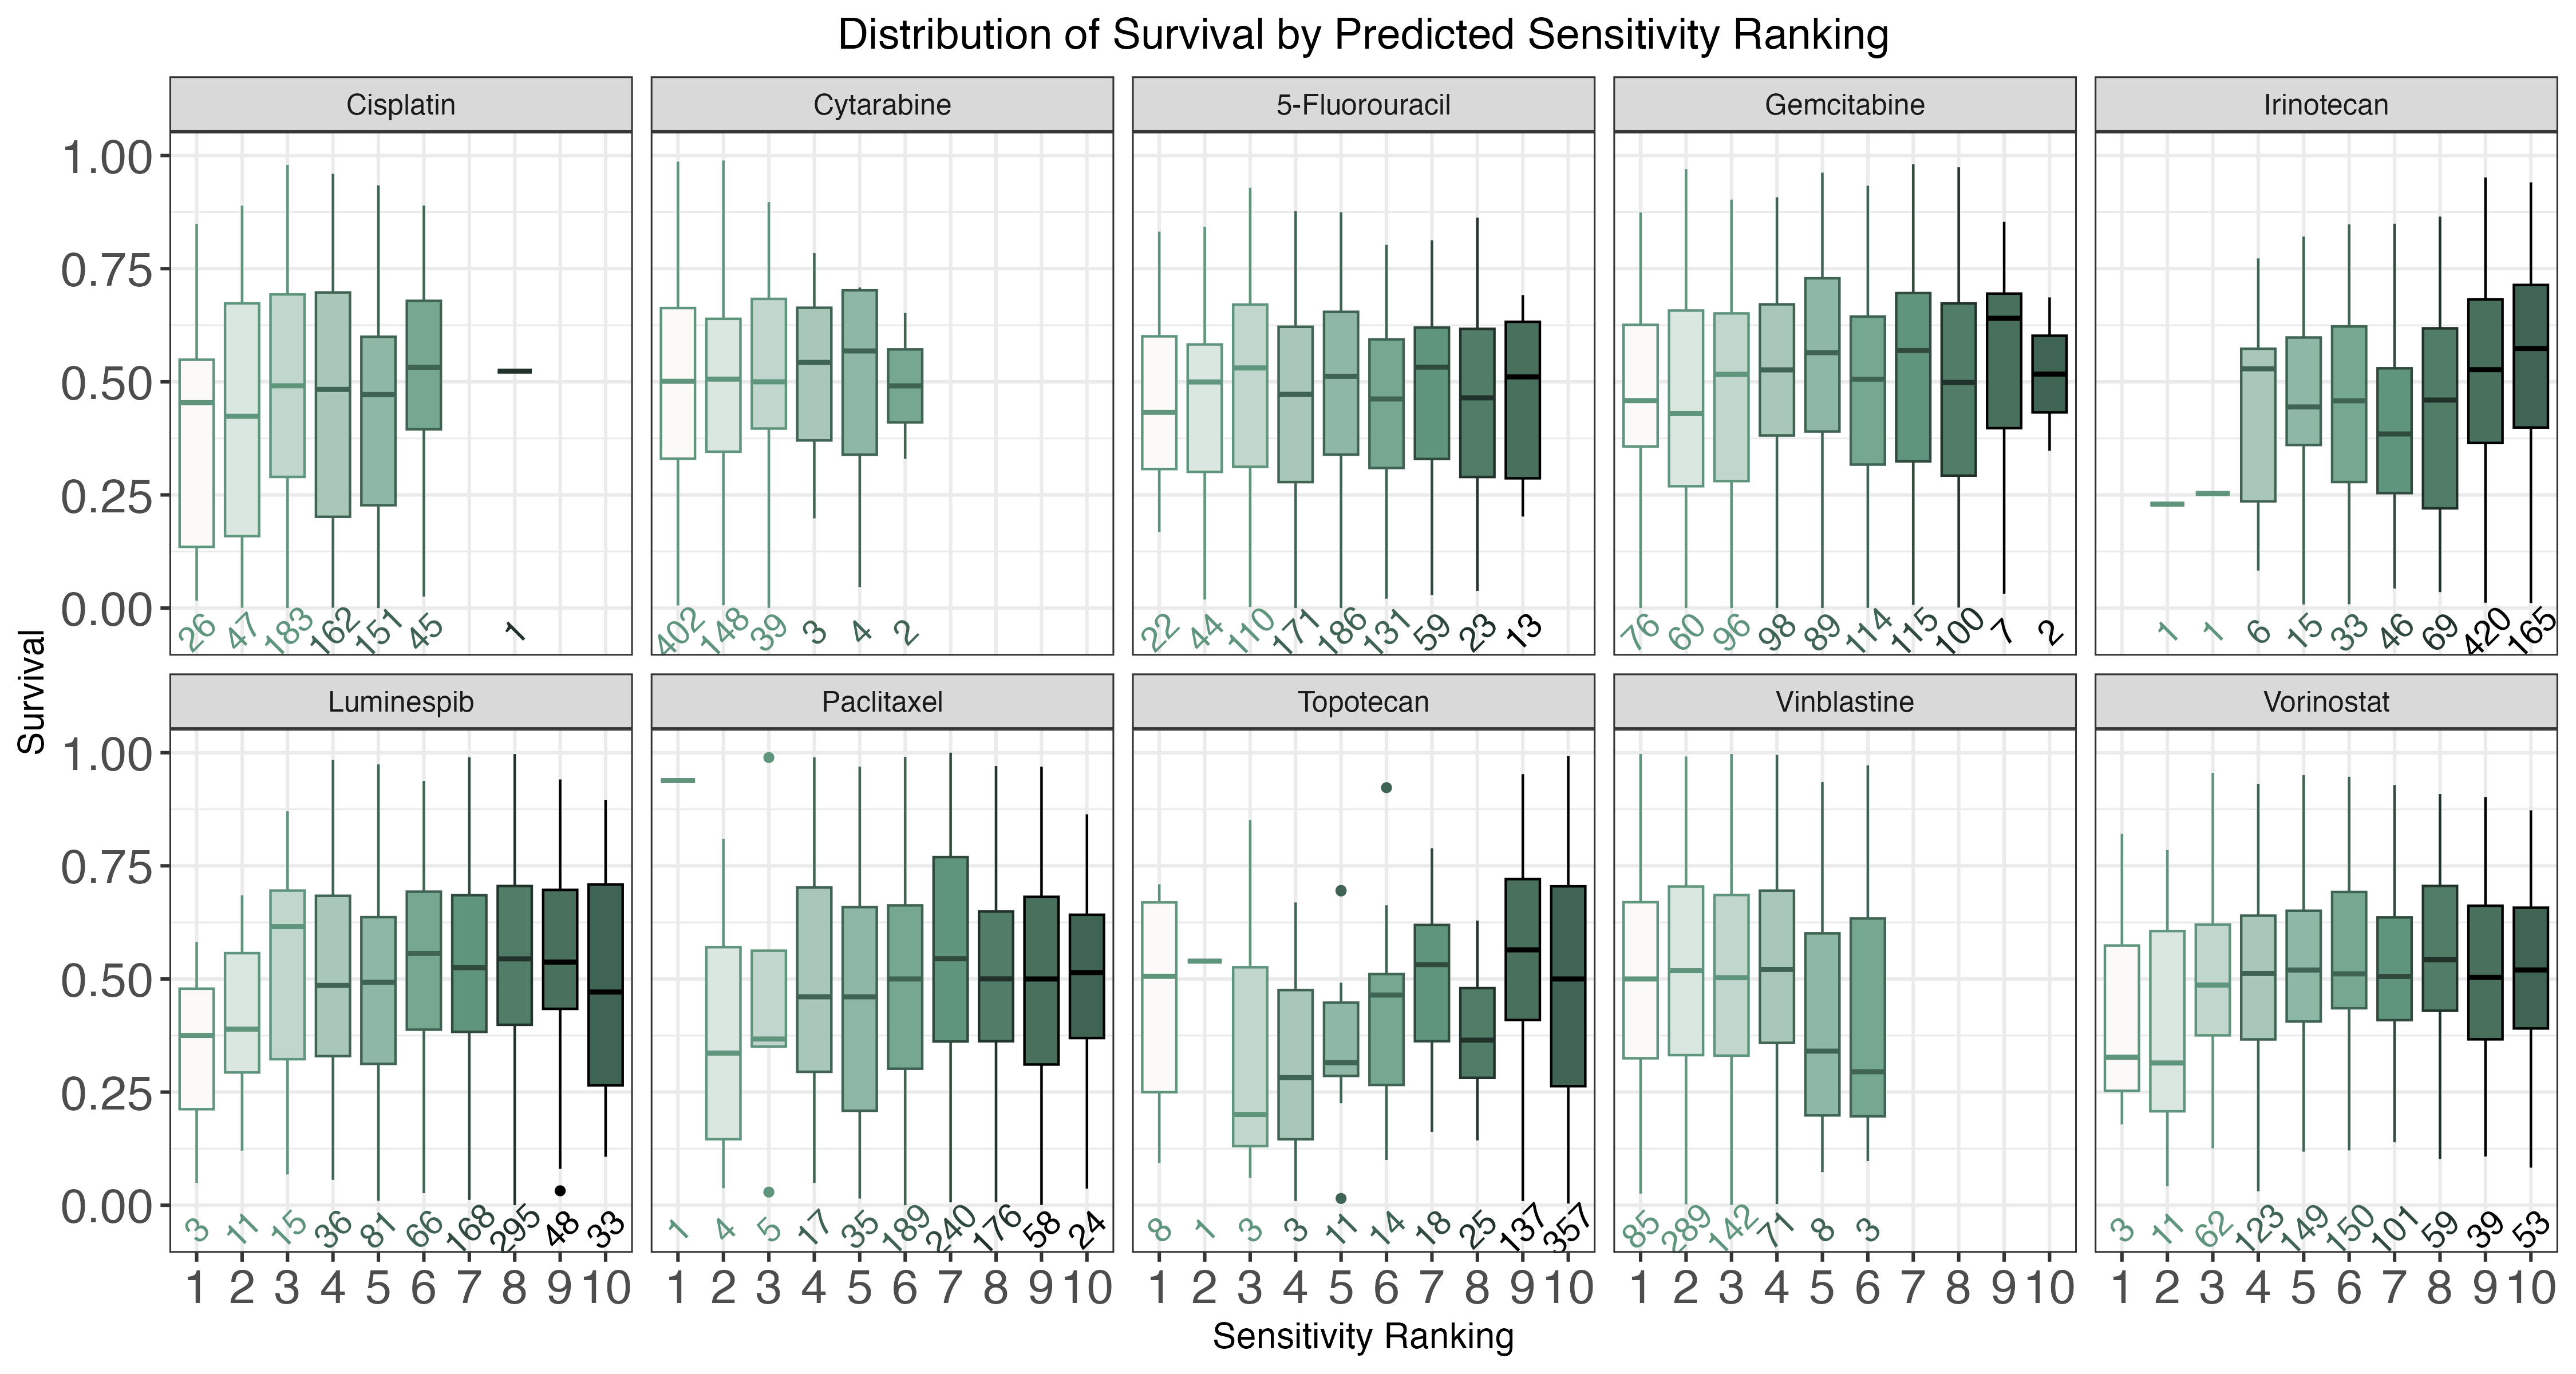 Distribution of Survival by Predicted Sensitivity Ranking
Cisplatin Cytarabine 5-Fluorouracil Gemcitabine Irinotecan
1.00
0.75
0.50
0.25
0.00
26 47 183 162 151 45 1 402 148 39 3 4 2 22 44 110 171 186 131 59 23 13 76 60 96 98 89 114 115 100 7 2 1 1 6 15 33 46 69 420 165
Survival
Luminespib Paclitaxel Topotecan Vinblastine Vorinostat
1.00
0.75
0.50
0.25
0.00
3 11 15 36 81 66 168 295 48 33 1 4 5 17 35 189 240 176 58 24 8 1 3 3 11 14 18 25 137 357 85 289 142 71 8 3 3 11 62 123 149 150 101 59 39 53
1 2 3 4 5 6 7 8 9 10 1 2 3 4 5 6 7 8 9 10 1 2 3 4 5 6 7 8 9 10 1 2 3 4 5 6 7 8 9 10 1 2 3 4 5 6 7 8 9 10
Sensitivity Ranking